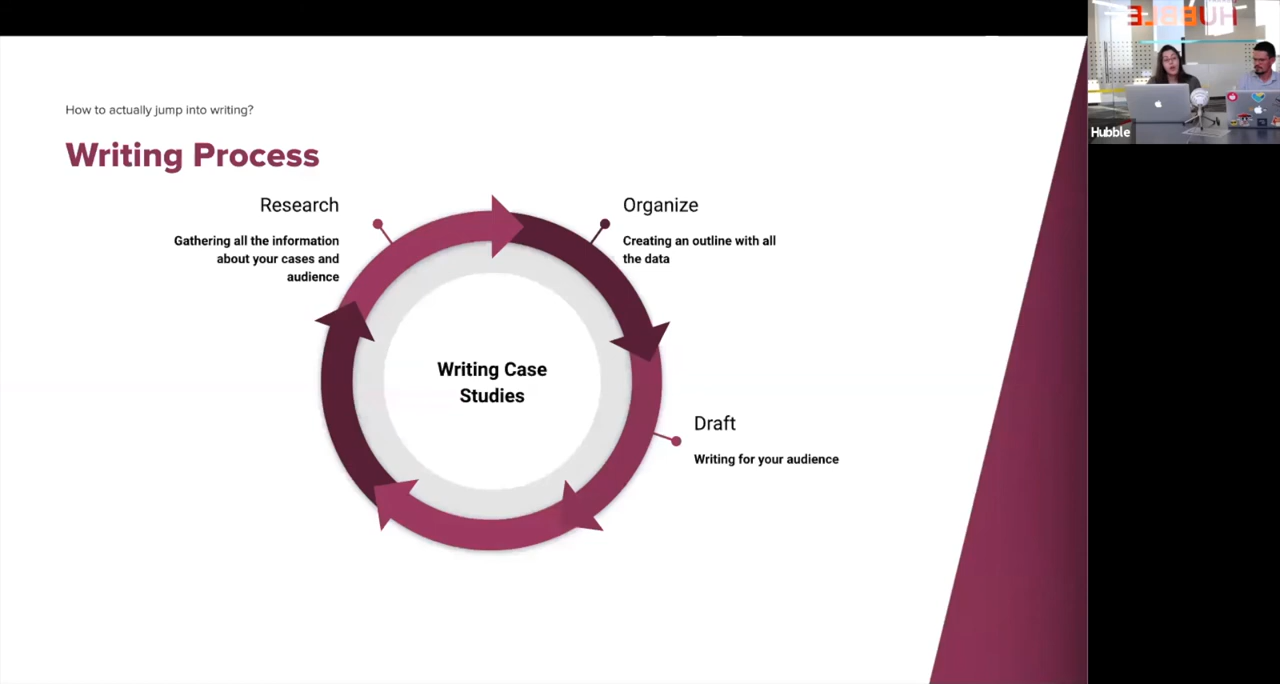 How to actually jump into writing?
Writing Process
Research
Gathering all the information
about your cases and
audience
Organize
Creating an outline with all
the data
Writing Case
Studies
Draft
Writing for your audience
HUBBLE
Hubble